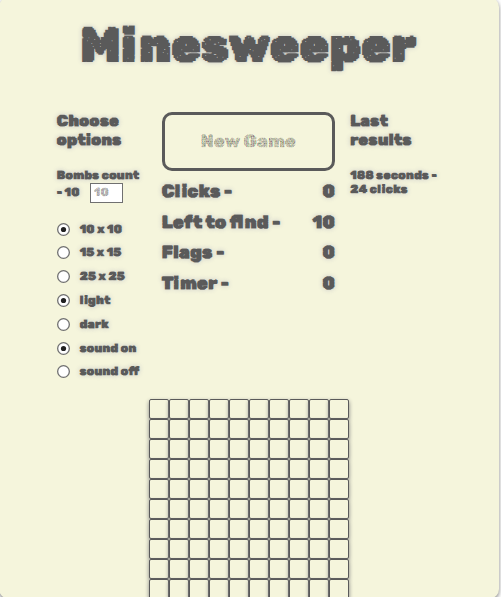 Minesweeper
Choose
options
Bombs count
- 10 10
10 x 10
15 x 15
25 x 25
light
dark
sound on
sound off
New Game
Clicks - 0
Left to find - 10
Flags - 0
Timer - 0
Last
results
188 seconds -
24 clicks